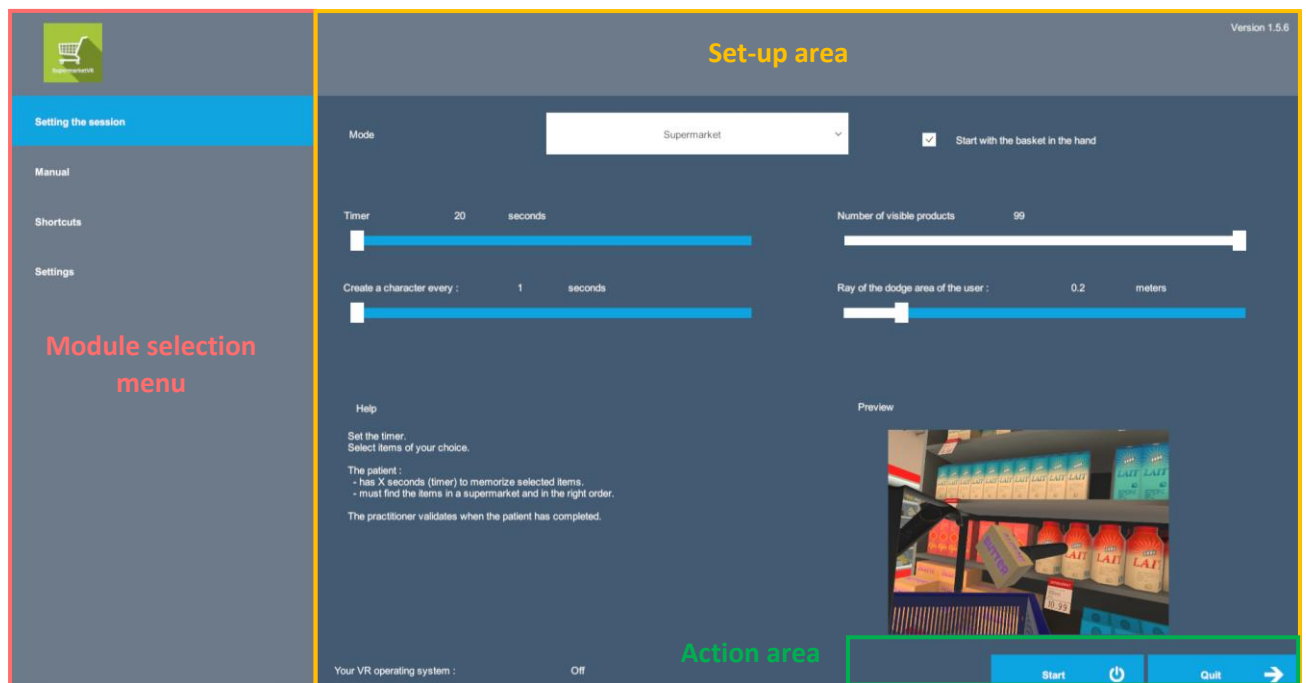 SupermarketVR
Set-up area
Version 1.5.6
Setting the session
Manual
Shortcuts
Settings
Module selection
menu
Mode
Supermarket
Start with the basket in the hand
Timer 20 seconds
Number of visible products 99
Create a character every : 1 seconds
Ray of the dodge area of the user : 0.2 meters
Help
Set the timer.
Select items of your choice.
The patient :
- has X seconds (timer) to memorize selected items.
- must find the items in a supermarket and in the right order.
The practitioner validates when the patient has completed.
Preview
LAIT LAIT
LAIT LAIT LAIT
BUTTER
10.99
Action area
Your VR operating system : Off
Start
Quit